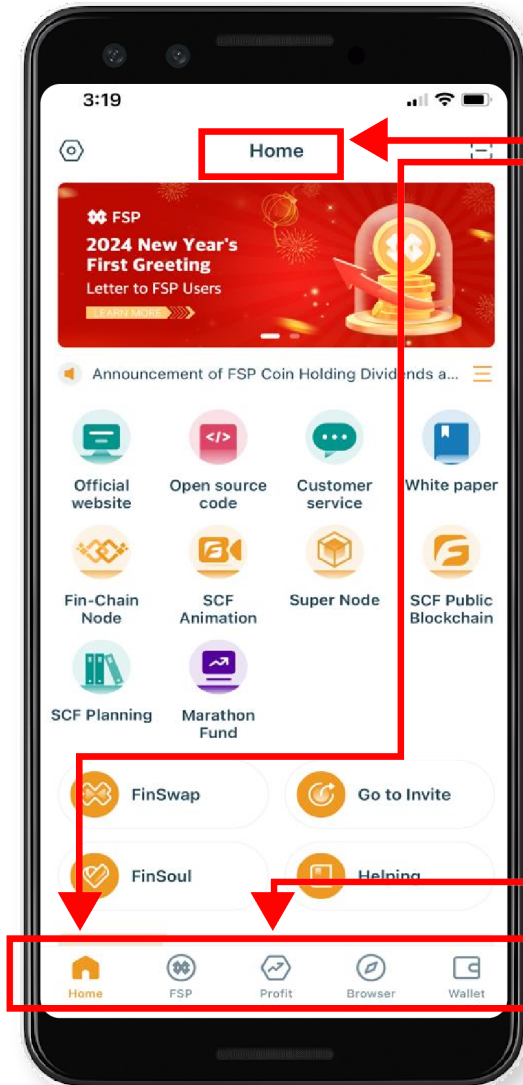 3:19
Home
FSP
2024 New Year's
First Greeting
Letter to FSP Users
LEARN MORE
Announcement of FSP Coin Holding Dividends a...
Official website
Open source code
Customer service
White paper
Fin-Chain Node
SCF Animation
Super Node
SCF Public Blockchain
SCF Planning
Marathon Fund
FinSwap
Go to Invite
FinSoul
Helping
Home
FSP
Profit
Browser
Wallet